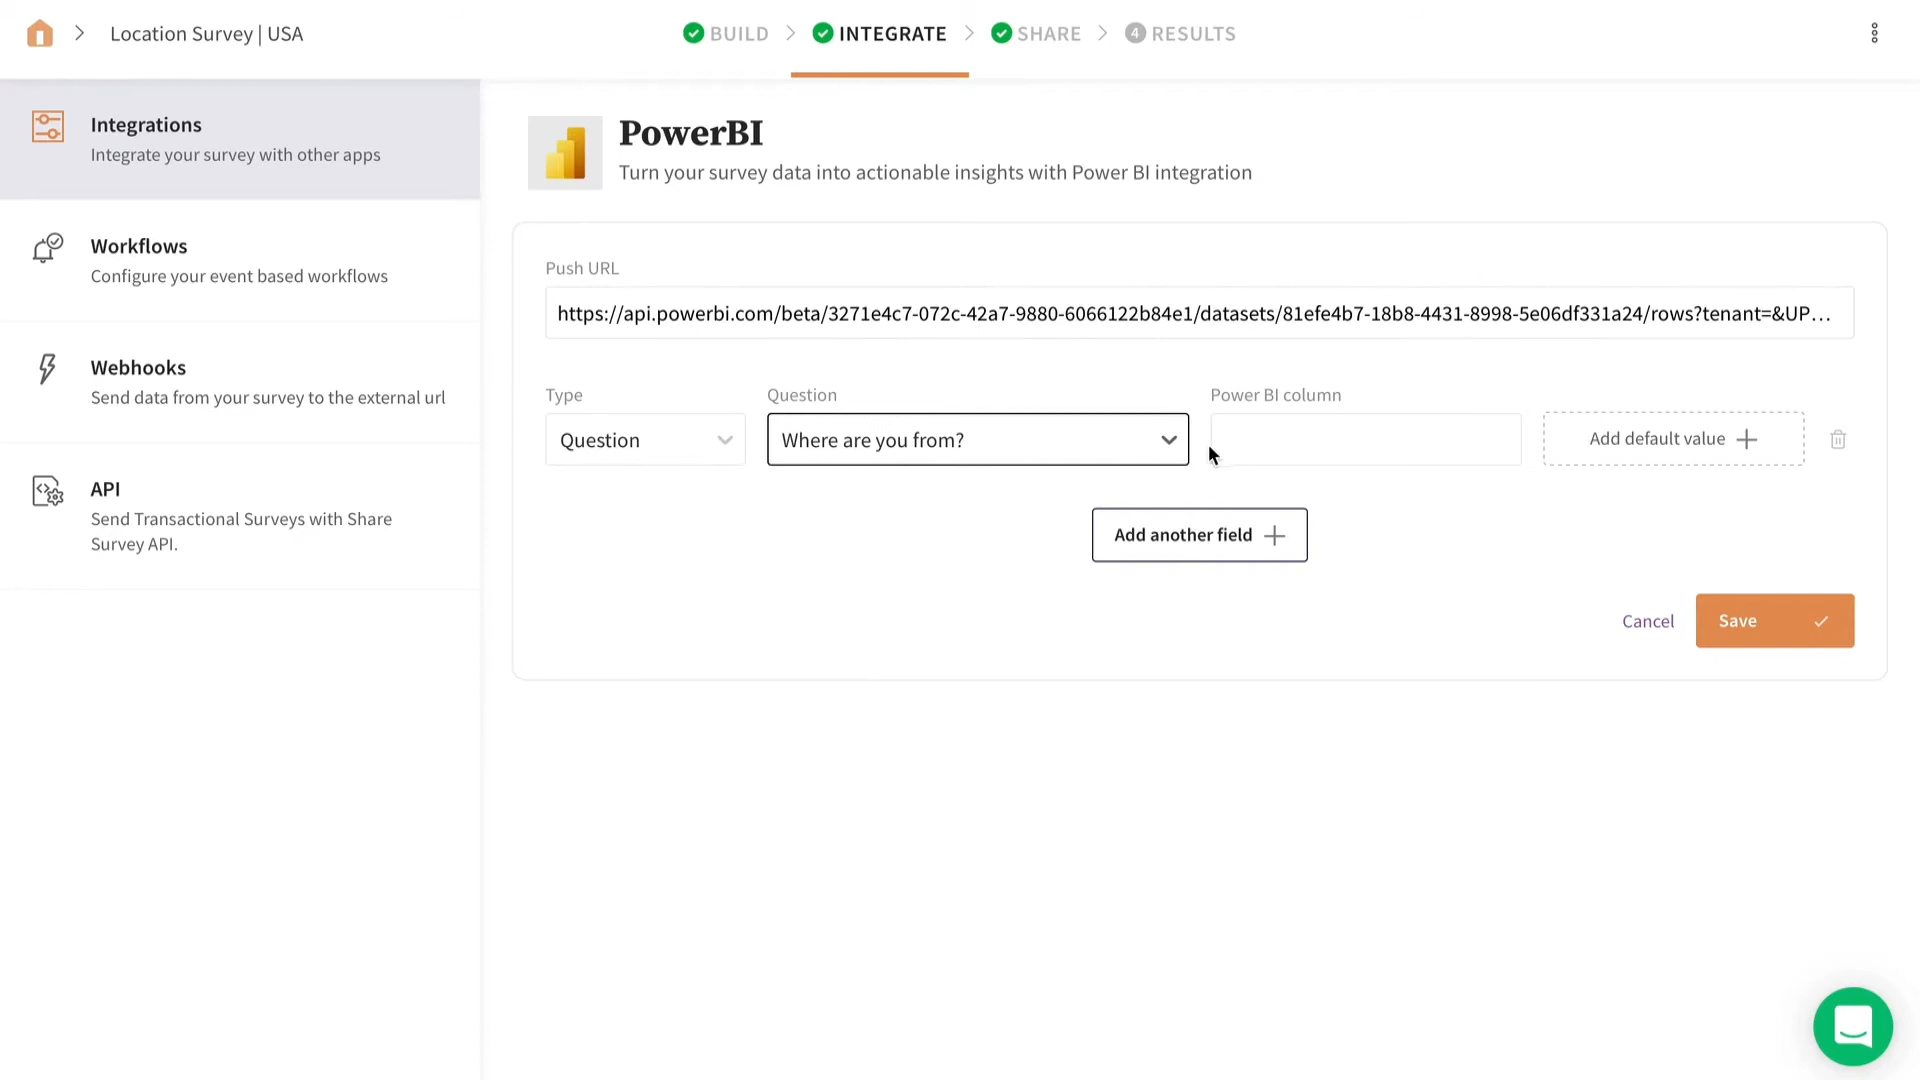 Location Survey | USA
BUILD
INTEGRATE
SHARE
4 RESULTS
Integrations
Integrate your survey with other apps
Workflows
Configure your event based workflows
Webhooks
Send data from your survey to the external url
API
Send Transactional Surveys with Share
Survey API.
PowerBI
Turn your survey data into actionable insights with Power BI integration
Push URL
https://api.powerbi.com/beta/3271e4c7-072c-42a7-9880-6066122b84e1/datasets/81efe4b7-18b8-4431-8998-5e06df331a24/rows?tenant=&UP...
Type
Question
Power BI column
Question
Where are you from?
Add default value
Add another field
Cancel
Save